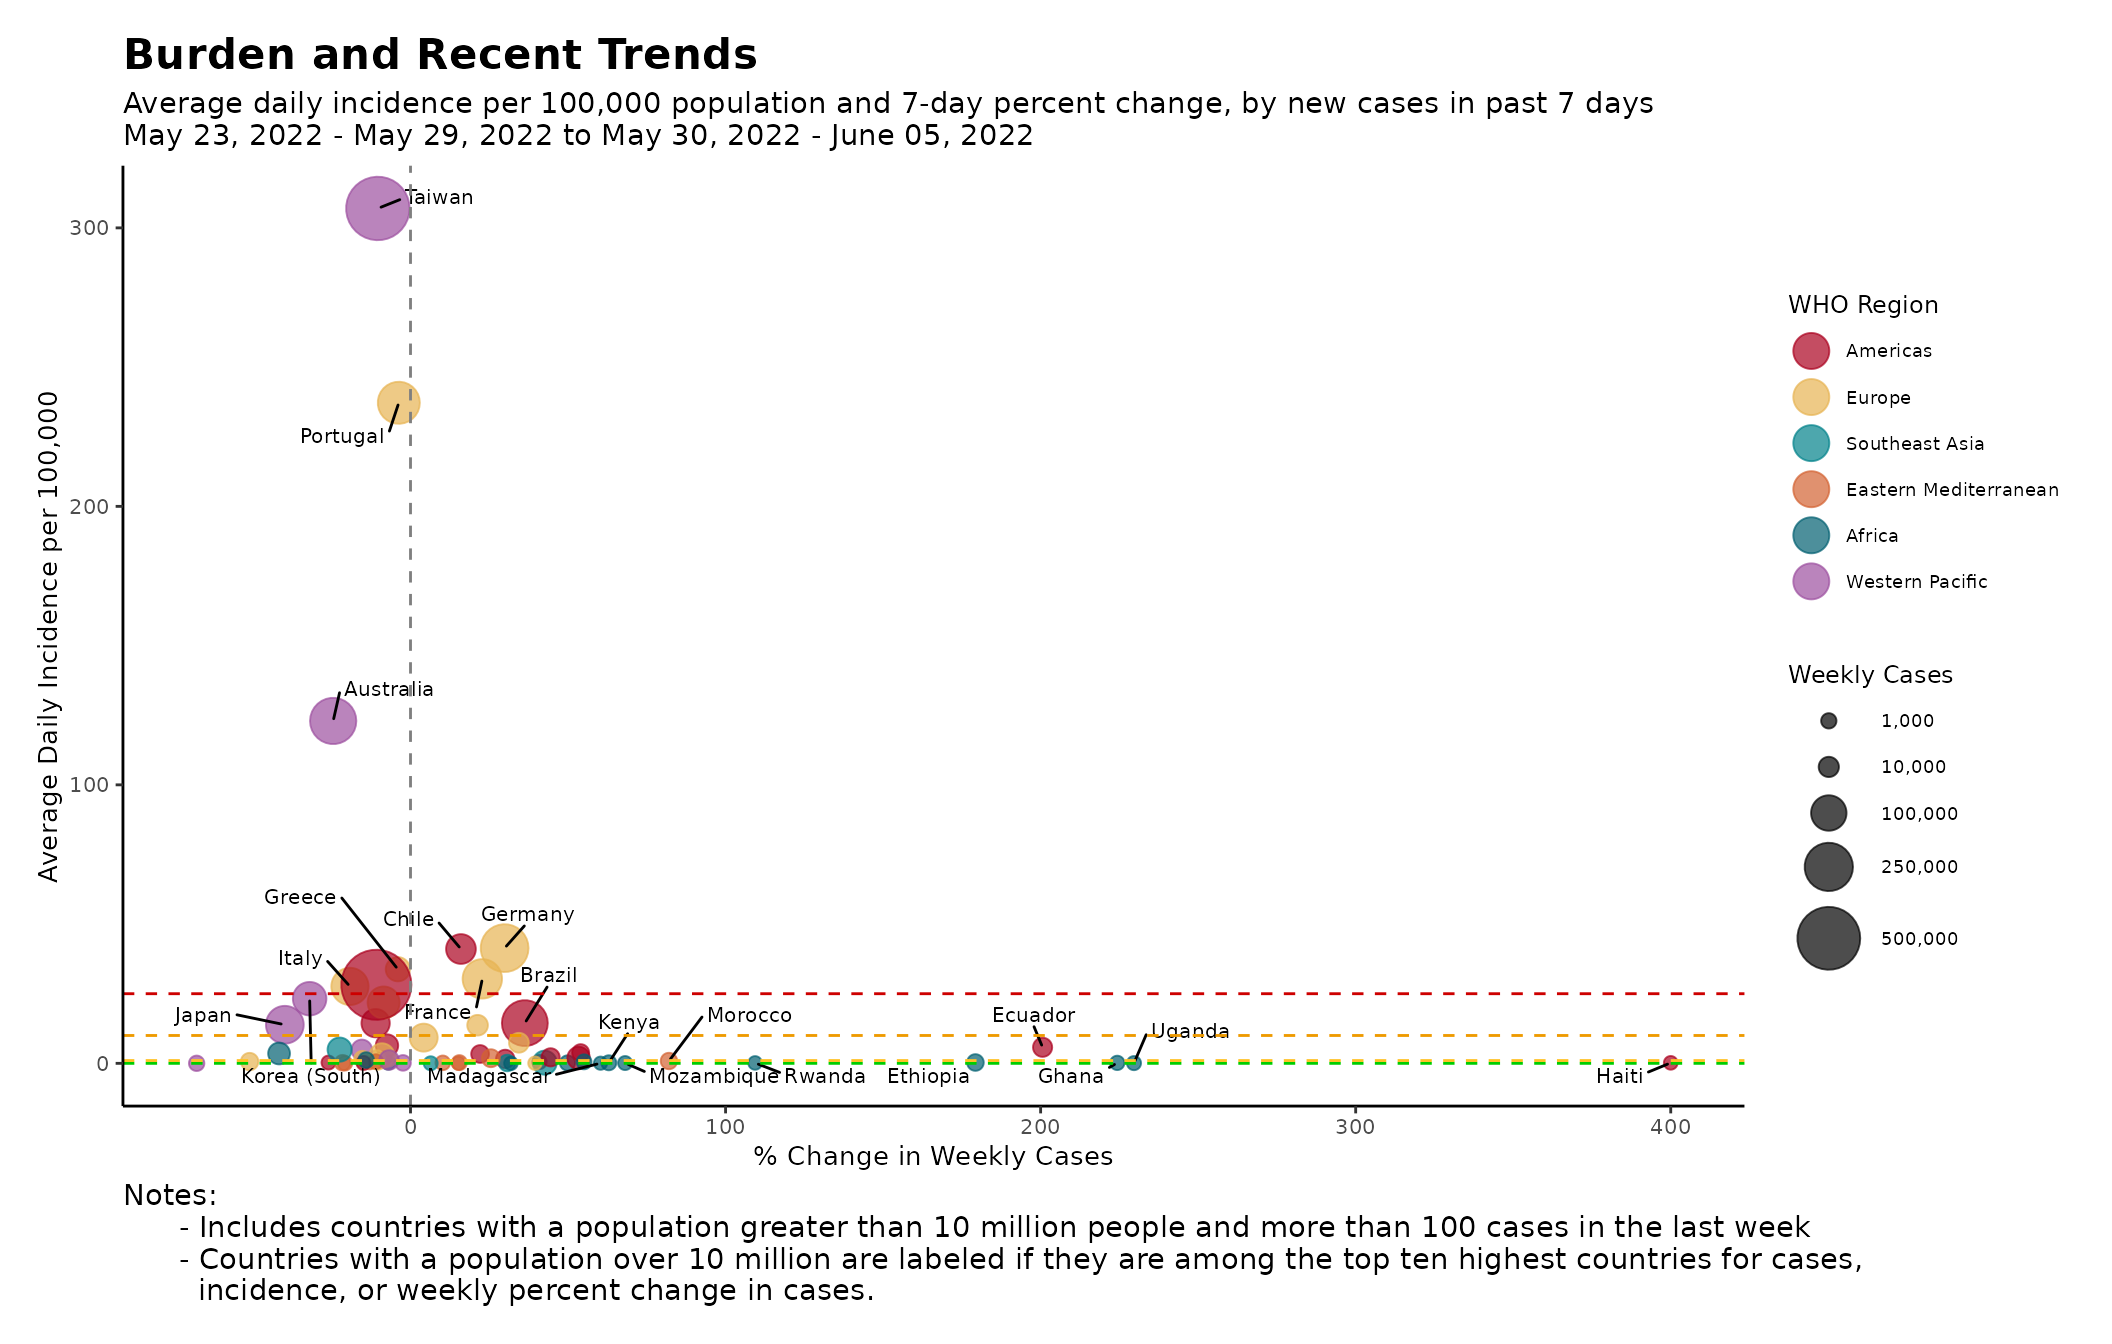 Burden and Recent Trends
Average daily incidence per 100,000 population and 7-day percent change, by new cases in past 7 days
May 23, 2022 - May 29, 2022 to May 30, 2022 - June 05, 2022
Average Daily Incidence per 100,000
300
200
100
0
Taiwan
Portugal
Australia
Greece
Chile
Germany
Italy
Brazil
Japan
France
Kenya
Morocco
Ecuador
Uganda
Korea (South)
Madagascar
Mozambique
Rwanda
Ethiopia
Ghana
Haiti
0
100
200
300
400
% Change in Weekly Cases
WHO Region
Americas
Europe
Southeast Asia
Eastern Mediterranean
Africa
Western Pacific
Weekly Cases
1,000
10,000
100,000
250,000
500,000
Notes:
- Includes countries with a population greater than 10 million people and more than 100 cases in the last week
- Countries with a population over 10 million are labeled if they are among the top ten highest countries for cases,
incidence, or weekly percent change in cases.